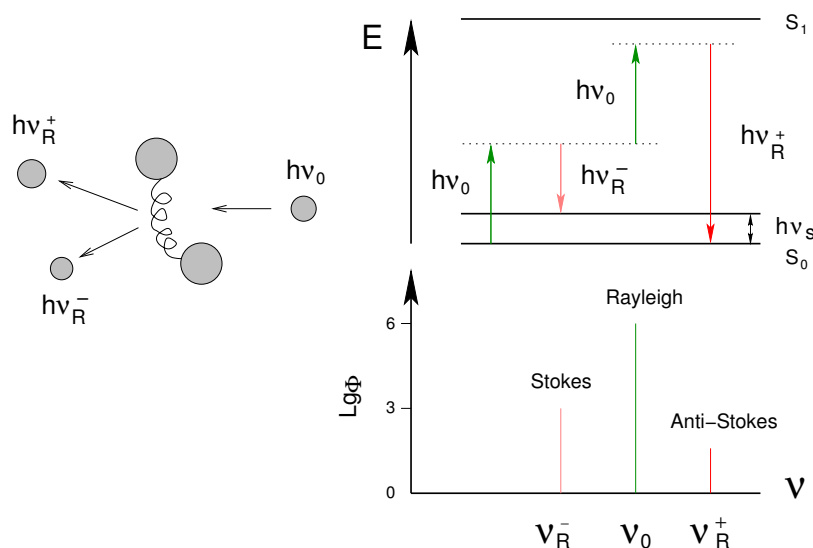 hν_R^+
hν_0
hν_R^-
E
S_1
hν_0
hν_R^+
hν_0
hν_R^-
hν_s
S_0
LgΦ
6
3
0
Rayleigh
Stokes
Anti−Stokes
ν
ν_R^-
ν_0
ν_R^+